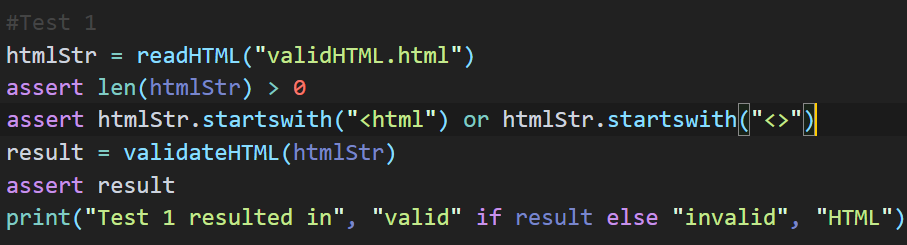 #Test 1
htmlStr = readHTML("validHTML.html")
assert len(htmlStr) > 0
assert htmlStr.startswith("<html") or htmlStr.startswith("<>")
result = validateHTML(htmlStr)
assert result
print("Test 1 resulted in", "valid" if result else "invalid", "HTML")